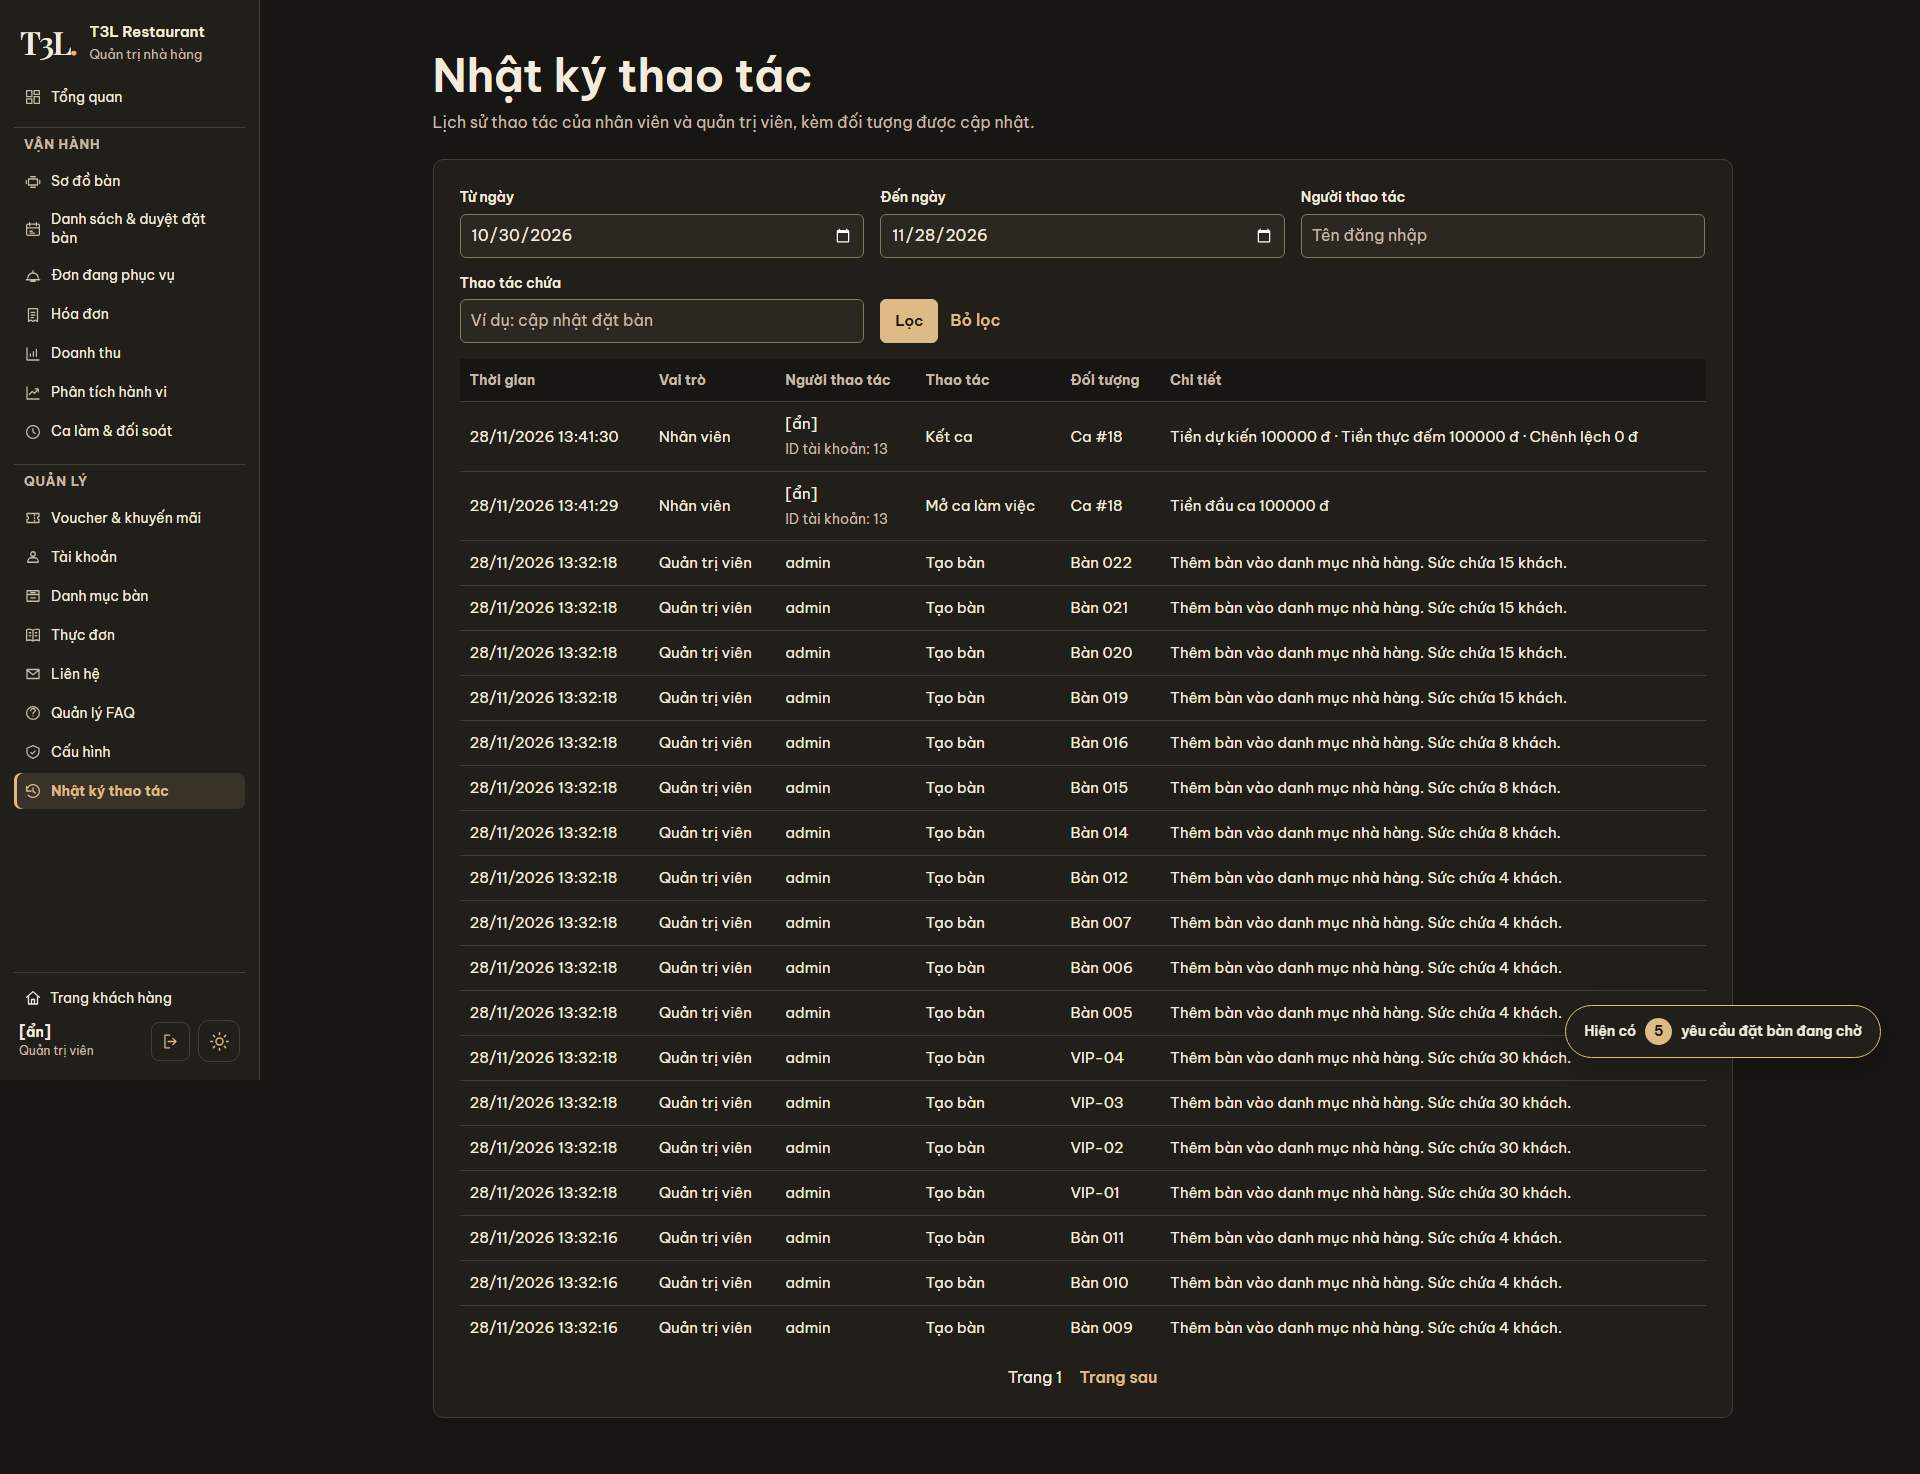 T3L.
T3L Restaurant
Quản trị nhà hàng
Tổng quan
VẬN HÀNH
Sơ đồ bàn
Danh sách & duyệt đặt
bàn
Đơn đang phục vụ
Hóa đơn
Doanh thu
Phân tích hành vi
Ca làm & đối soát
QUẢN LÝ
Voucher & khuyến mãi
Tài khoản
Danh mục bàn
Thực đơn
Liên hệ
Quản lý FAQ
Cấu hình
Nhật ký thao tác
Trang khách hàng
[ẩn]
Quản trị viên
Nhật ký thao tác
Lịch sử thao tác của nhân viên và quản trị viên, kèm đối tượng được cập nhật.
Từ ngày Đến ngày Người thao tác
10/30/2026 11/28/2026 Tên đăng nhập
Thao tác chứa
Ví dụ: cập nhật đặt bàn Lọc Bỏ lọc
Thời gian Vai trò Người thao tác Thao tác Đối tượng Chi tiết
28/11/2026 13:41:30 Nhân viên [ẩn] ID tài khoản: 13 Kết ca Ca #18 Tiền dự kiến 100000 đ · Tiền thực đếm 100000 đ · Chênh lệch 0 đ
28/11/2026 13:41:29 Nhân viên [ẩn] ID tài khoản: 13 Mở ca làm việc Ca #18 Tiền đầu ca 100000 đ
28/11/2026 13:32:18 Quản trị viên admin Tạo bàn Bàn 022 Thêm bàn vào danh mục nhà hàng. Sức chứa 15 khách.
28/11/2026 13:32:18 Quản trị viên admin Tạo bàn Bàn 021 Thêm bàn vào danh mục nhà hàng. Sức chứa 15 khách.
28/11/2026 13:32:18 Quản trị viên admin Tạo bàn Bàn 020 Thêm bàn vào danh mục nhà hàng. Sức chứa 15 khách.
28/11/2026 13:32:18 Quản trị viên admin Tạo bàn Bàn 019 Thêm bàn vào danh mục nhà hàng. Sức chứa 15 khách.
28/11/2026 13:32:18 Quản trị viên admin Tạo bàn Bàn 016 Thêm bàn vào danh mục nhà hàng. Sức chứa 8 khách.
28/11/2026 13:32:18 Quản trị viên admin Tạo bàn Bàn 015 Thêm bàn vào danh mục nhà hàng. Sức chứa 8 khách.
28/11/2026 13:32:18 Quản trị viên admin Tạo bàn Bàn 014 Thêm bàn vào danh mục nhà hàng. Sức chứa 8 khách.
28/11/2026 13:32:18 Quản trị viên admin Tạo bàn Bàn 012 Thêm bàn vào danh mục nhà hàng. Sức chứa 4 khách.
28/11/2026 13:32:18 Quản trị viên admin Tạo bàn Bàn 007 Thêm bàn vào danh mục nhà hàng. Sức chứa 4 khách.
28/11/2026 13:32:18 Quản trị viên admin Tạo bàn Bàn 006 Thêm bàn vào danh mục nhà hàng. Sức chứa 4 khách.
28/11/2026 13:32:18 Quản trị viên admin Tạo bàn Bàn 005 Thêm bàn vào danh mục nhà hàng. Sức chứa 4 khách.
Hiện có 5 yêu cầu đặt bàn đang chờ
28/11/2026 13:32:18 Quản trị viên admin Tạo bàn VIP-04 Thêm bàn vào danh mục nhà hàng. Sức chứa 30 khách.
28/11/2026 13:32:18 Quản trị viên admin Tạo bàn VIP-03 Thêm bàn vào danh mục nhà hàng. Sức chứa 30 khách.
28/11/2026 13:32:18 Quản trị viên admin Tạo bàn VIP-02 Thêm bàn vào danh mục nhà hàng. Sức chứa 30 khách.
28/11/2026 13:32:18 Quản trị viên admin Tạo bàn VIP-01 Thêm bàn vào danh mục nhà hàng. Sức chứa 30 khách.
28/11/2026 13:32:16 Quản trị viên admin Tạo bàn Bàn 011 Thêm bàn vào danh mục nhà hàng. Sức chứa 4 khách.
28/11/2026 13:32:16 Quản trị viên admin Tạo bàn Bàn 010 Thêm bàn vào danh mục nhà hàng. Sức chứa 4 khách.
28/11/2026 13:32:16 Quản trị viên admin Tạo bàn Bàn 009 Thêm bàn vào danh mục nhà hàng. Sức chứa 4 khách.
Trang 1 Trang sau